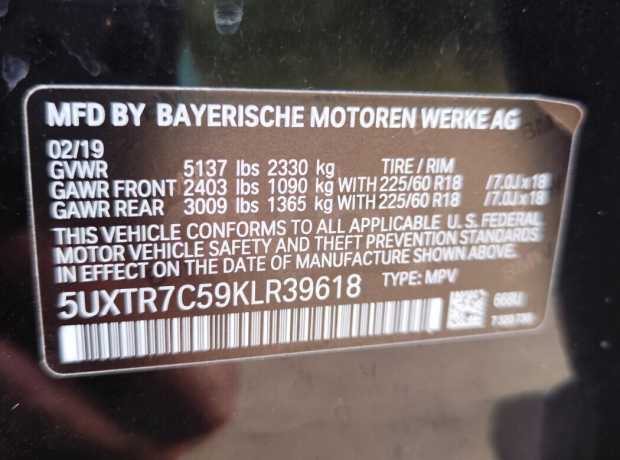 MFD BY BAYERISCHE MOTOREN WERKE AG
02/19
GVWR 5137 lbs 2330 kg TIRE / RIM
GAWR FRONT 2403 lbs 1090 kg WITH 225/60 R18 /7.0J x 18
GAWR REAR 3009 lbs 1365 kg WITH 225/60 R18 /7.0J x 18
THIS VEHICLE CONFORMS TO ALL APPLICABLE U.S. FEDERAL
MOTOR VEHICLE SAFETY AND THEFT PREVENTION STANDARDS
IN EFFECT ON THE DATE OF MANUFACTURE SHOWN ABOVE.
5UXTR7C59KLR39618 TYPE: MPV
668U